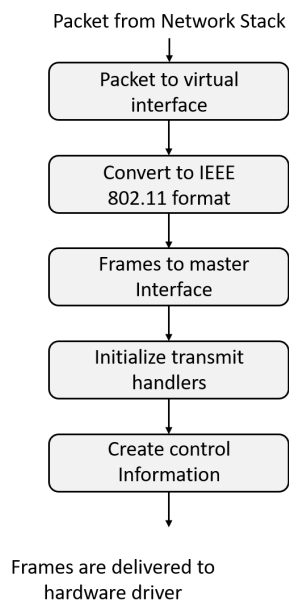 Packet from Network Stack
Packet to virtual
interface
Convert to IEEE
802.11 format
Frames to master
Interface
Initialize transmit
handlers
Create control
Information
Frames are delivered to
hardware driver